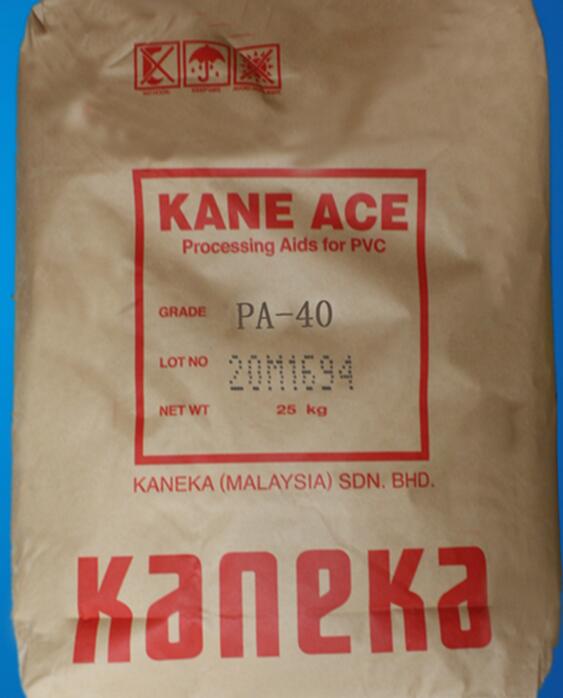 KANE ACE
Processing Aids for PVC
GRADE PA-40
LOT NO 20M1694
NET WT 25 kg
KANEKA (MALAYSIA) SDN. BHD.
kaneka